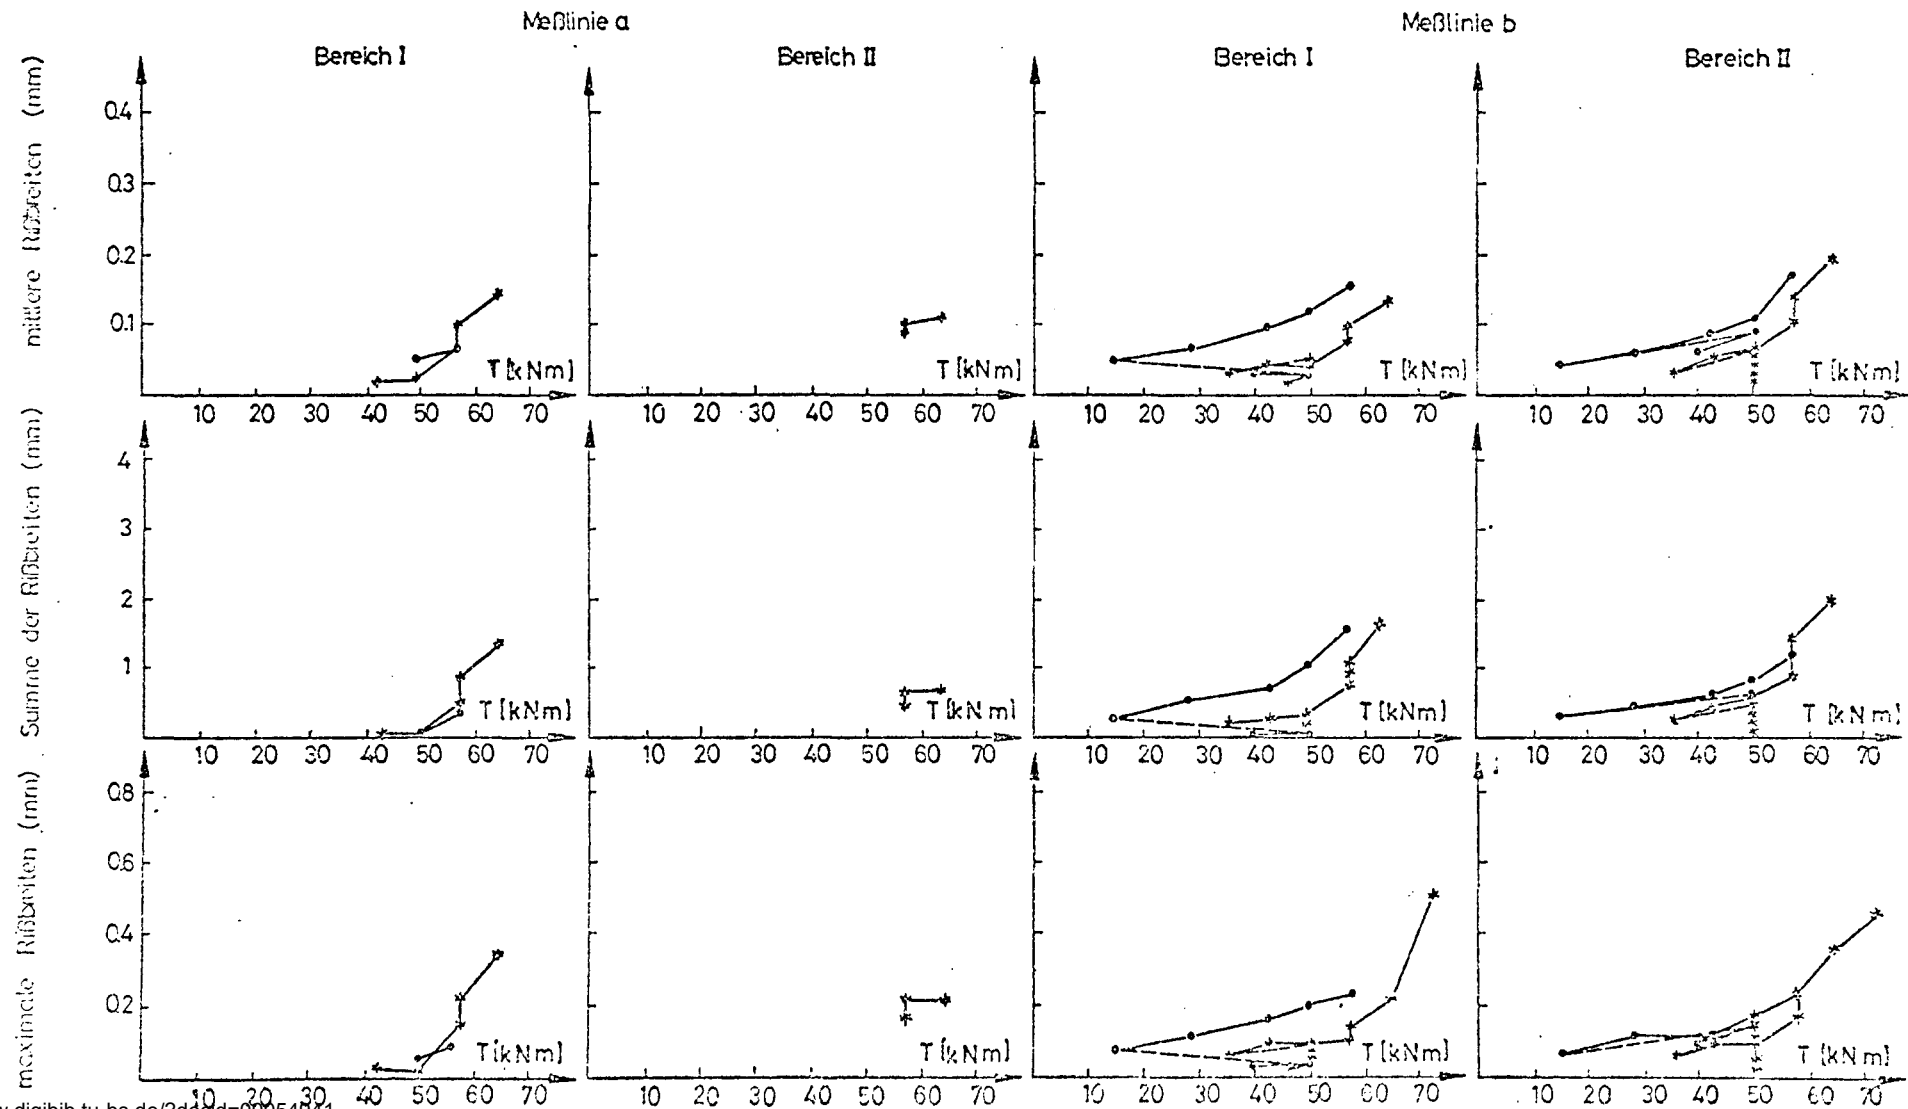 Meßlinie a Meßlinie b
Bereich I Bereich II Bereich I Bereich II
mittlere Rißbreiten (mm)
0.4
0.3
0.2
0.1
T [kNm] T [kNm] T [kNm] T [kNm]
10 20 30 40 50 60 70 10 20 30 40 50 60 70 10 20 30 40 50 60 70 10 20 30 40 50 60 70
Summe der Rißbreiten (mm)
4
3
2
1
T [kNm] T [kNm] T [kNm] T [kNm]
10 20 30 40 50 60 70 10 20 30 40 50 60 70 10 20 30 40 50 60 70 10 20 30 40 50 60 70
maximale Rißbreiten (mm)
0.8
0.6
0.4
0.2
T [kNm] T [kNm] T [kNm] T [kNm]
10 20 30 40 50 60 70 10 20 30 40 50 60 70 10 20 30 40 50 60 70 10 20 30 40 50 60 70